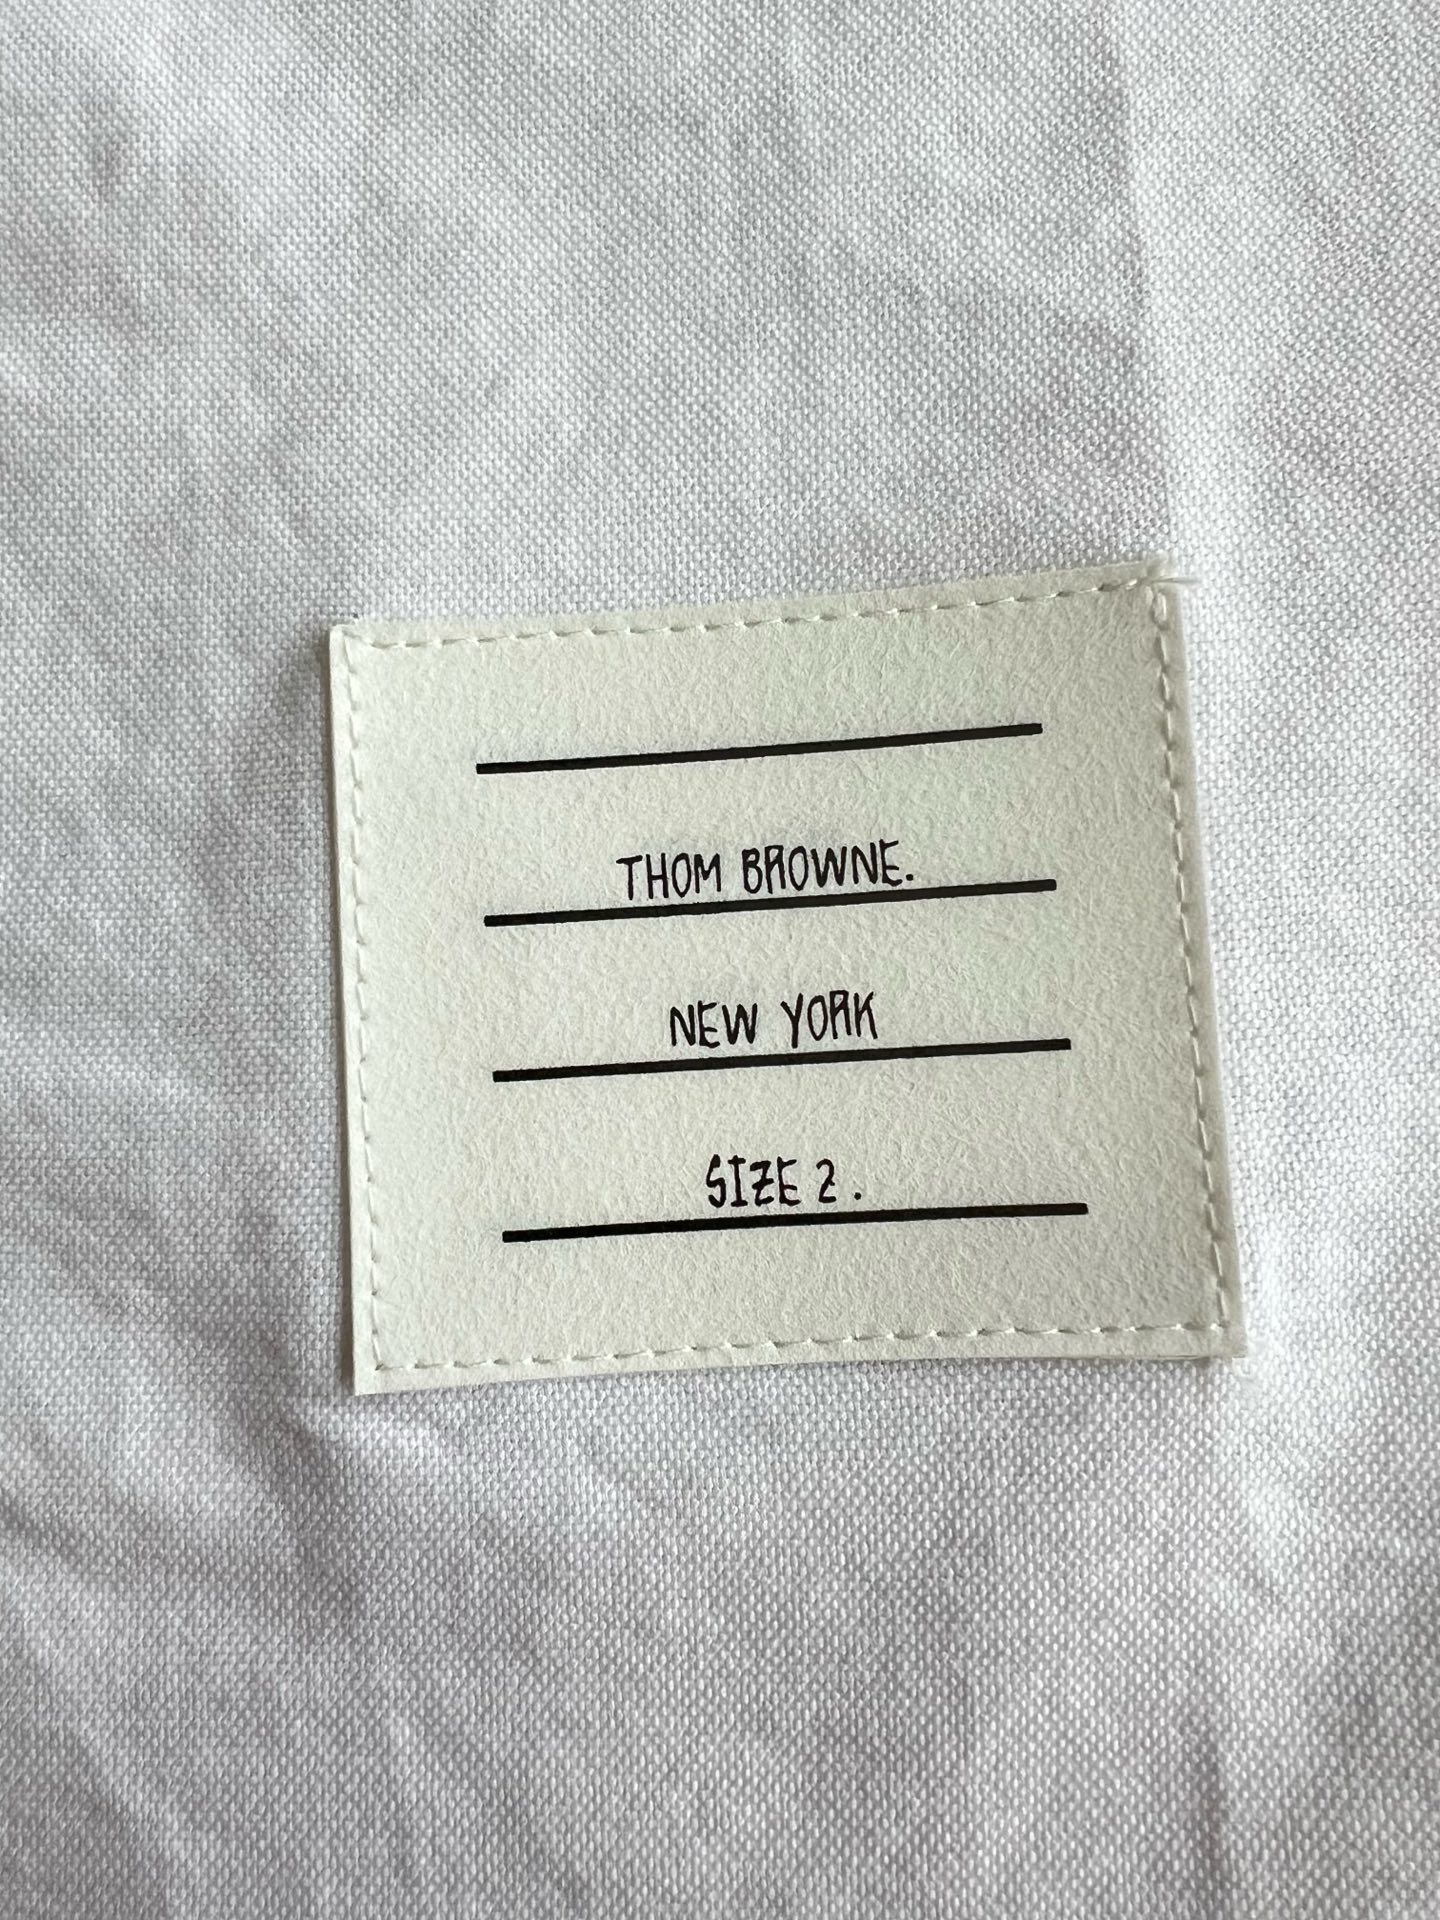 THOM BROWNE.
NEW YORK
SIZE 2.